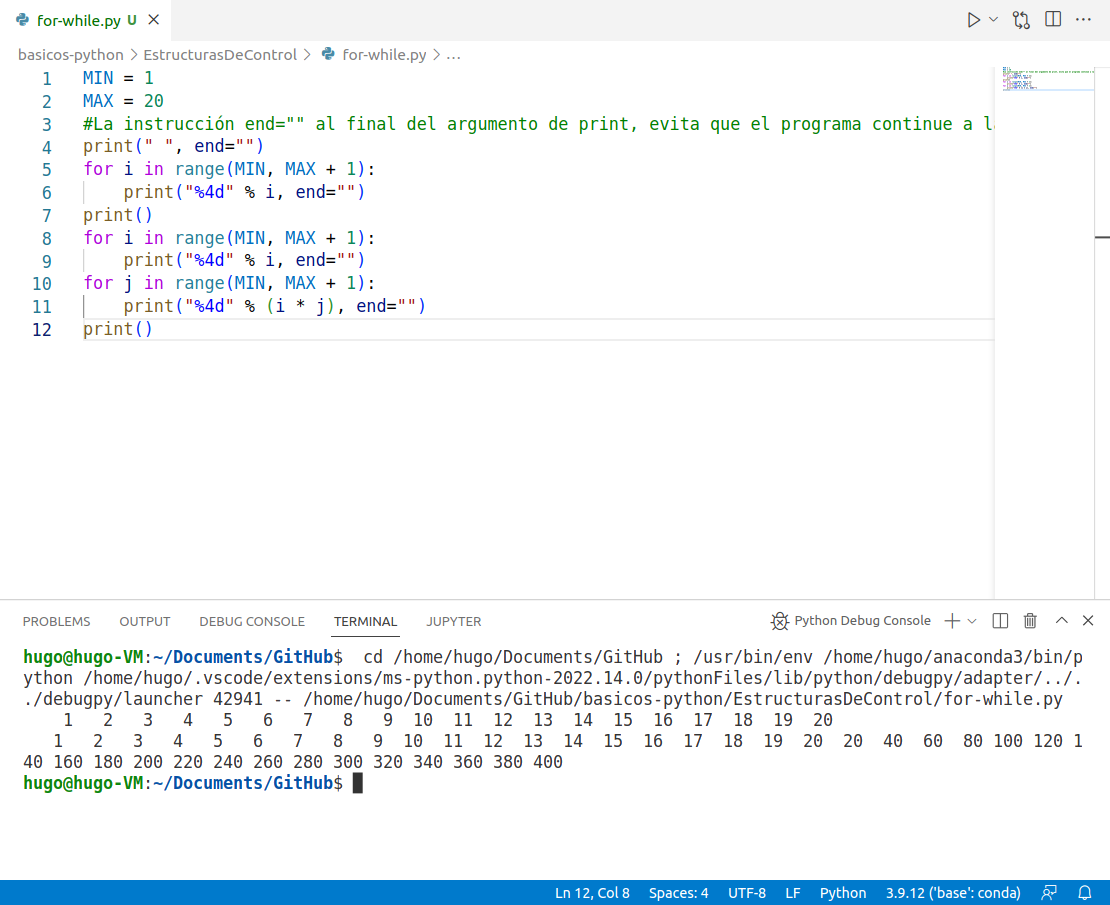 for-while.py U
basicos-python > EstructurasDeControl > for-while.py > ...
1 MIN = 1
2 MAX = 20
3 #La instrucción end="" al final del argumento de print, evita que el programa continue a
4 print(" ", end="")
5 for i in range(MIN, MAX + 1):
6     print("%4d" % i, end="")
7 print()
8 for i in range(MIN, MAX + 1):
9     print("%4d" % i, end="")
10 for j in range(MIN, MAX + 1):
11     print("%4d" % (i * j), end="")
12 print()
PROBLEMS OUTPUT DEBUG CONSOLE TERMINAL JUPYTER Python Debug Console
hugo@hugo-VM:~/Documents/GitHub$  cd /home/hugo/Documents/GitHub ; /usr/bin/env /home/hugo/anaconda3/bin/p
ython /home/hugo/.vscode/extensions/ms-python.python-2022.14.0/pythonFiles/lib/python/debugpy/adapter/../.
./debugpy/launcher 42941 -- /home/hugo/Documents/GitHub/basicos-python/EstructurasDeControl/for-while.py
    1   2   3   4   5   6   7   8   9  10  11  12  13  14  15  16  17  18  19  20
   1   2   3   4   5   6   7   8   9  10  11  12  13  14  15  16  17  18  19  20  20  40  60  80 100 120 1
40 160 180 200 220 240 260 280 300 320 340 360 380 400
hugo@hugo-VM:~/Documents/GitHub$
Ln 12, Col 8 Spaces: 4 UTF-8 LF Python 3.9.12 ('base': conda)